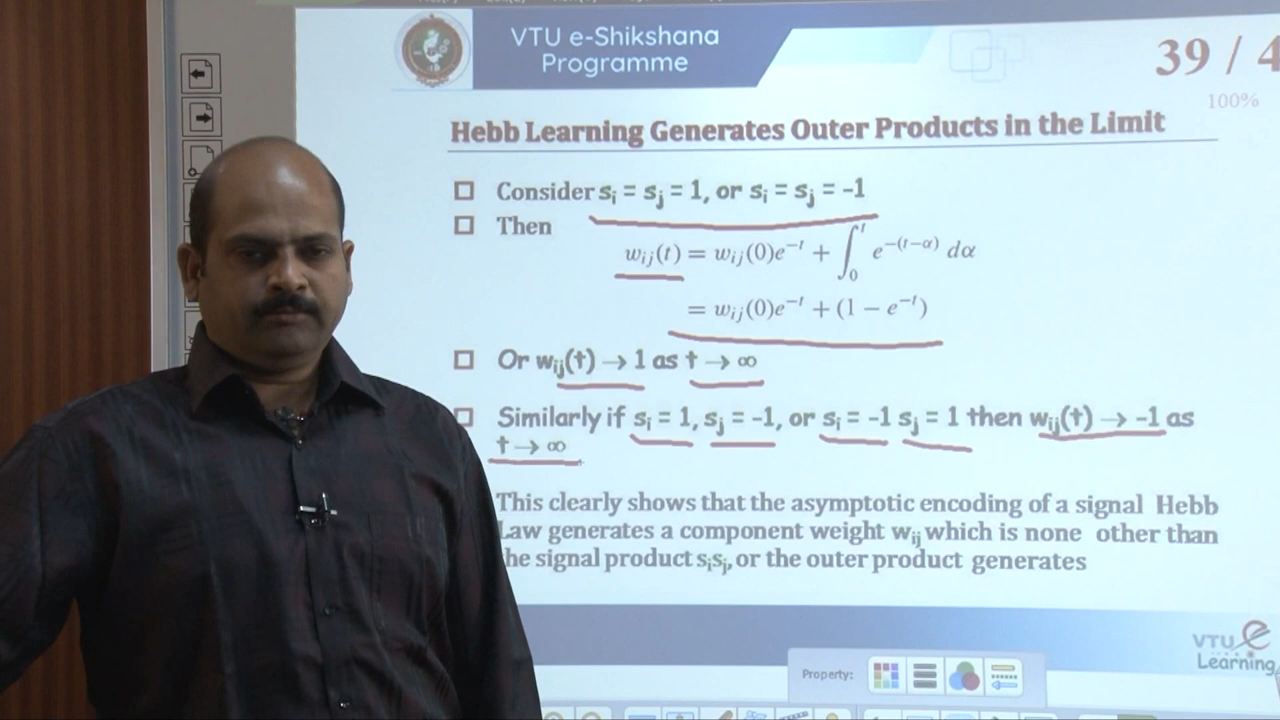 VTU e-Shikshana
Programme
39 / 4
100%
Hebb Learning Generates Outer Products in the Limit
Consider sᵢ = sⱼ = 1, or sᵢ = sⱼ = -1
Then
wᵢⱼ(t) = wᵢⱼ(0)e⁻ᵗ + ∫₀ᵗ e^{-(t-α)} dα
= wᵢⱼ(0)e⁻ᵗ + (1 − e⁻ᵗ)
Or wᵢⱼ(t) → 1 as t → ∞
Similarly if sᵢ = 1, sⱼ = -1, or sᵢ = -1 sⱼ = 1 then wᵢⱼ(t) → -1 as
t → ∞
This clearly shows that the asymptotic encoding of a signal Hebb
Law generates a component weight wᵢⱼ which is none other than
he signal product sᵢsⱼ, or the outer product generates
VTU e
Learning
Property: